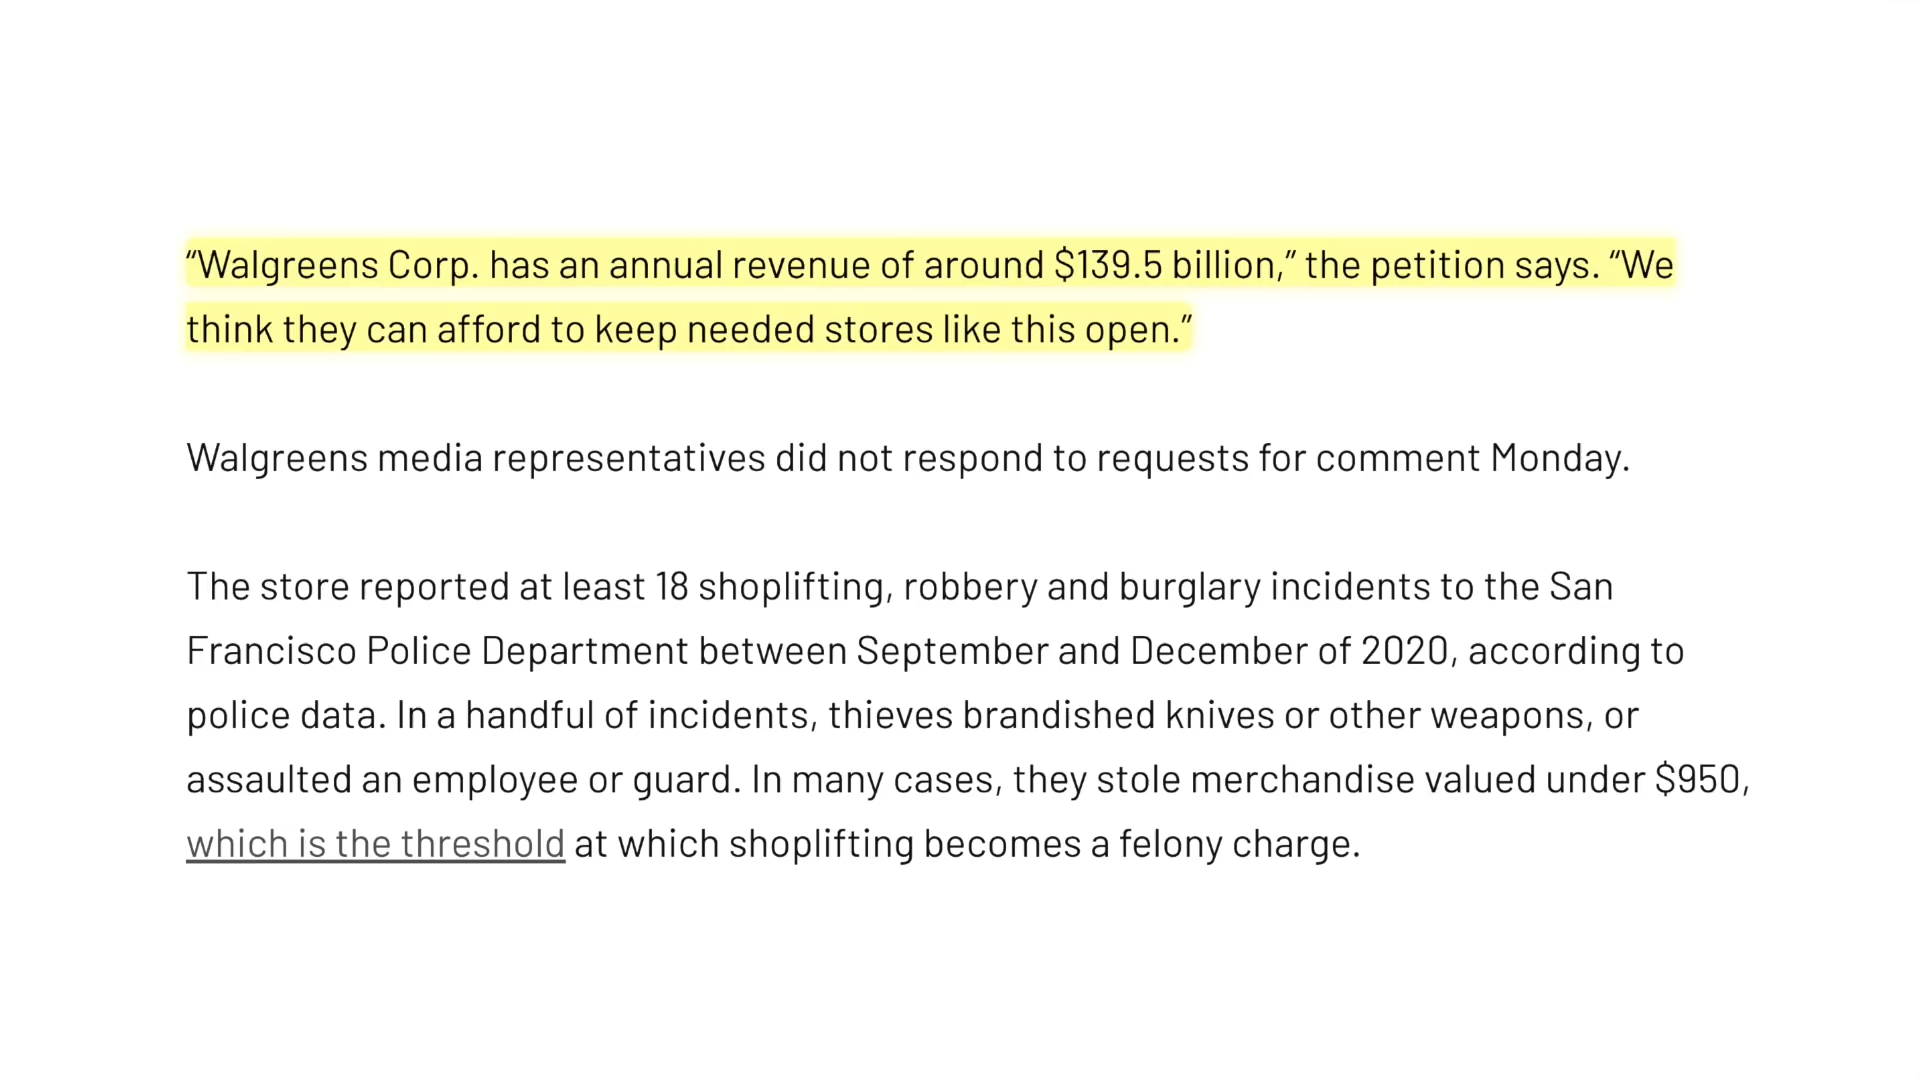 “Walgreens Corp. has an annual revenue of around $139.5 billion,” the petition says. “We
think they can afford to keep needed stores like this open.”
Walgreens media representatives did not respond to requests for comment Monday.
The store reported at least 18 shoplifting, robbery and burglary incidents to the San
Francisco Police Department between September and December of 2020, according to
police data. In a handful of incidents, thieves brandished knives or other weapons, or
assaulted an employee or guard. In many cases, they stole merchandise valued under $950,
which is the threshold at which shoplifting becomes a felony charge.